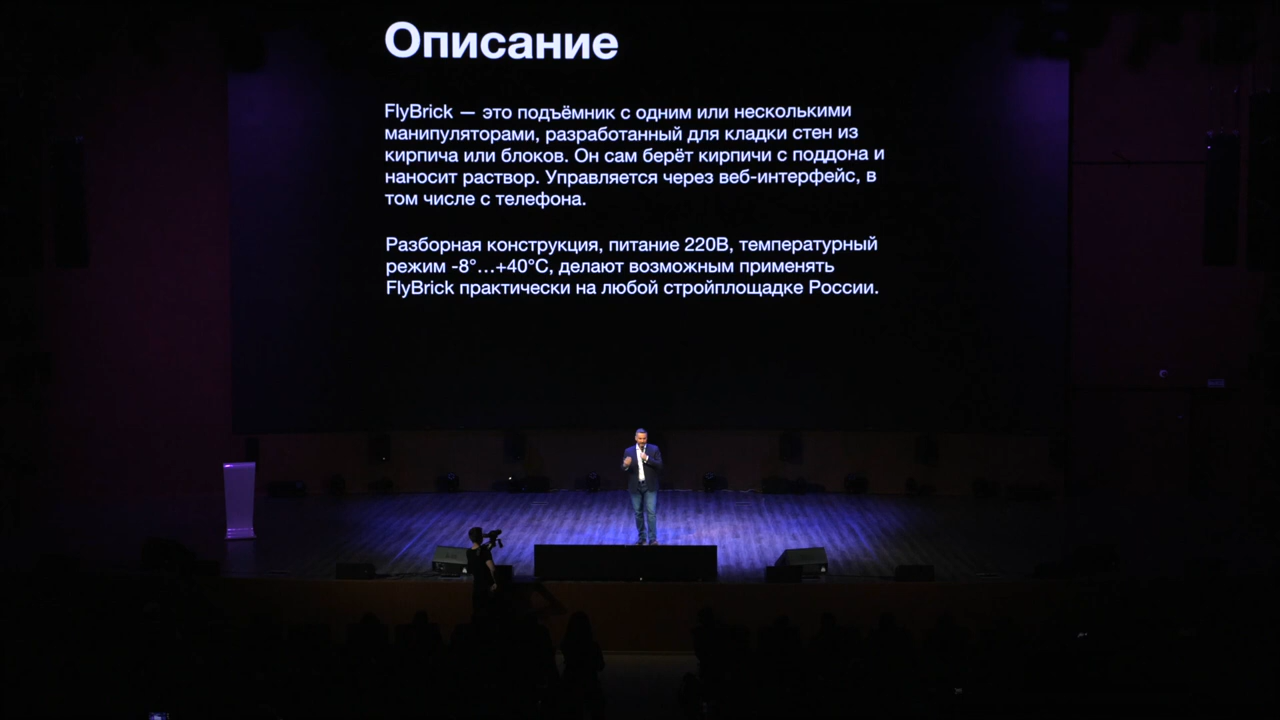 Описание
FlyBrick — это подъёмник с одним или несколькими
манипуляторами, разработанный для кладки стен из
кирпича или блоков. Он сам берёт кирпичи с поддона и
наносит раствор. Управляется через веб-интерфейс, в
том числе с телефона.
Разборная конструкция, питание 220В, температурный
режим -8°…+40°С, делают возможным применять
FlyBrick практически на любой стройплощадке России.